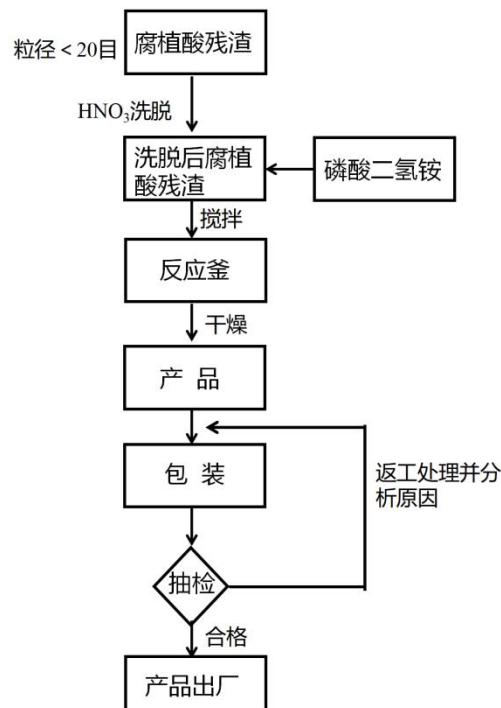 粒径＜20目
腐植酸残渣
HNO₃洗脱
洗脱后腐植
酸残渣
磷酸二氢铵
搅拌
反应釜
干燥
产 品
包 装
返工处理并分
析原因
抽检
合格
产品出厂